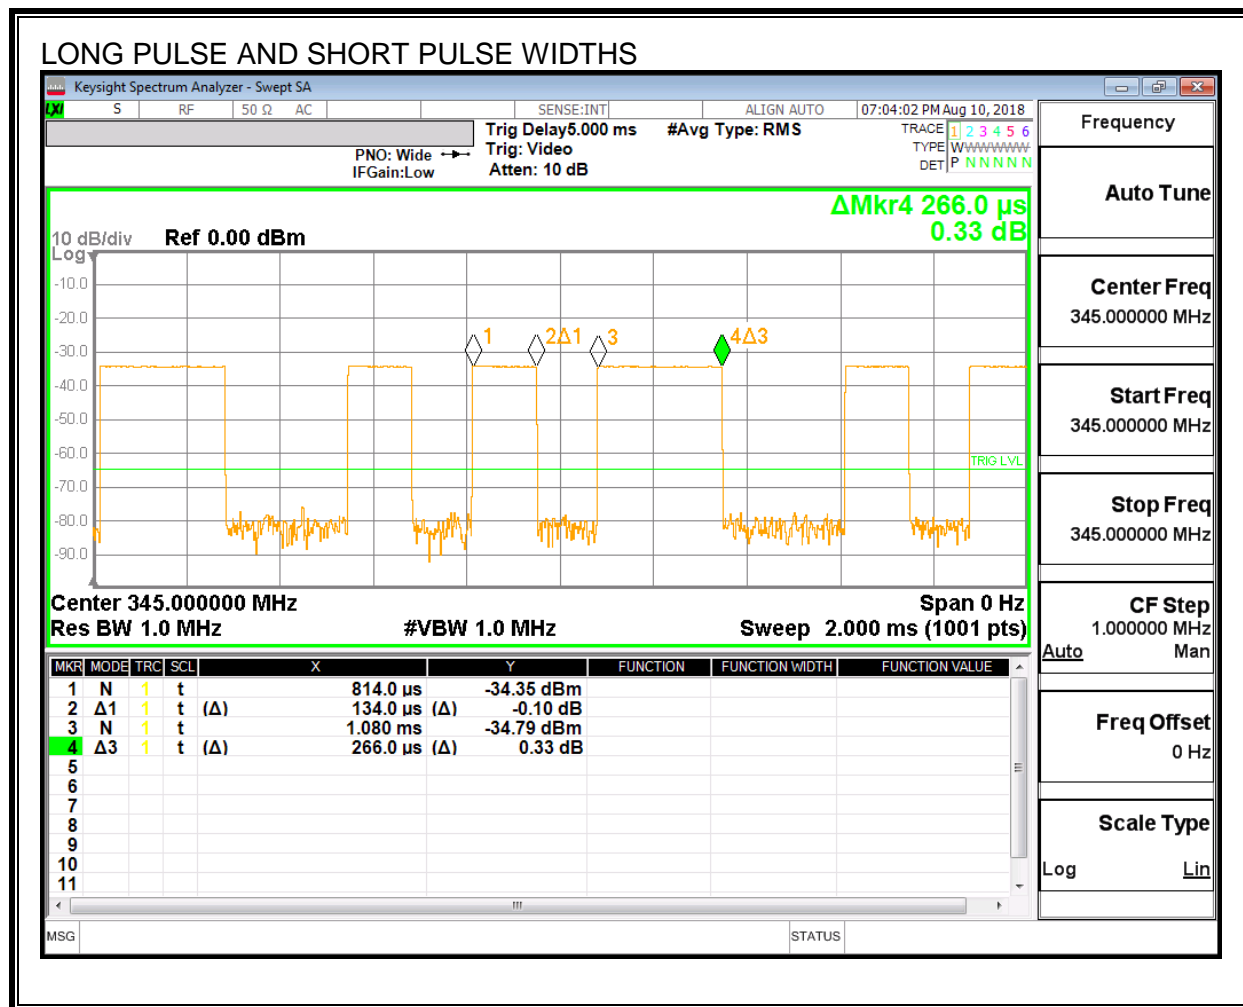 LONG PULSE AND SHORT PULSE WIDTHS
Keysight Spectrum Analyzer - Swept SA
LXI S RF 50 Ω AC SENSE:INT ALIGN AUTO 07:04:02 PM Aug 10, 2018
Trig Delay5.000 ms #Avg Type: RMS TRACE 1 2 3 4 5 6
PNO: Wide Trig: Video TYPE WWWWWWW
IFGain:Low Atten: 10 dB DET P N N N N N
ΔMkr4 266.0 µs
0.33 dB
10 dB/div Ref 0.00 dBm
Log
-10.0
-20.0
-30.0
-40.0
-50.0
-60.0
-70.0
-80.0
-90.0
1 2Δ1 3 4Δ3
TRIG LVL
Center 345.000000 MHz Span 0 Hz
Res BW 1.0 MHz #VBW 1.0 MHz Sweep 2.000 ms (1001 pts)
MKR MODE TRC SCL X Y FUNCTION FUNCTION WIDTH FUNCTION VALUE
1 N 1 t 814.0 µs -34.35 dBm
2 Δ1 1 t (Δ) 134.0 µs (Δ) -0.10 dB
3 N 1 t 1.080 ms -34.79 dBm
4 Δ3 1 t (Δ) 266.0 µs (Δ) 0.33 dB
5
6
7
8
9
10
11
MSG STATUS
Frequency
Auto Tune
Center Freq
345.000000 MHz
Start Freq
345.000000 MHz
Stop Freq
345.000000 MHz
CF Step
1.000000 MHz
Auto Man
Freq Offset
0 Hz
Scale Type
Log Lin